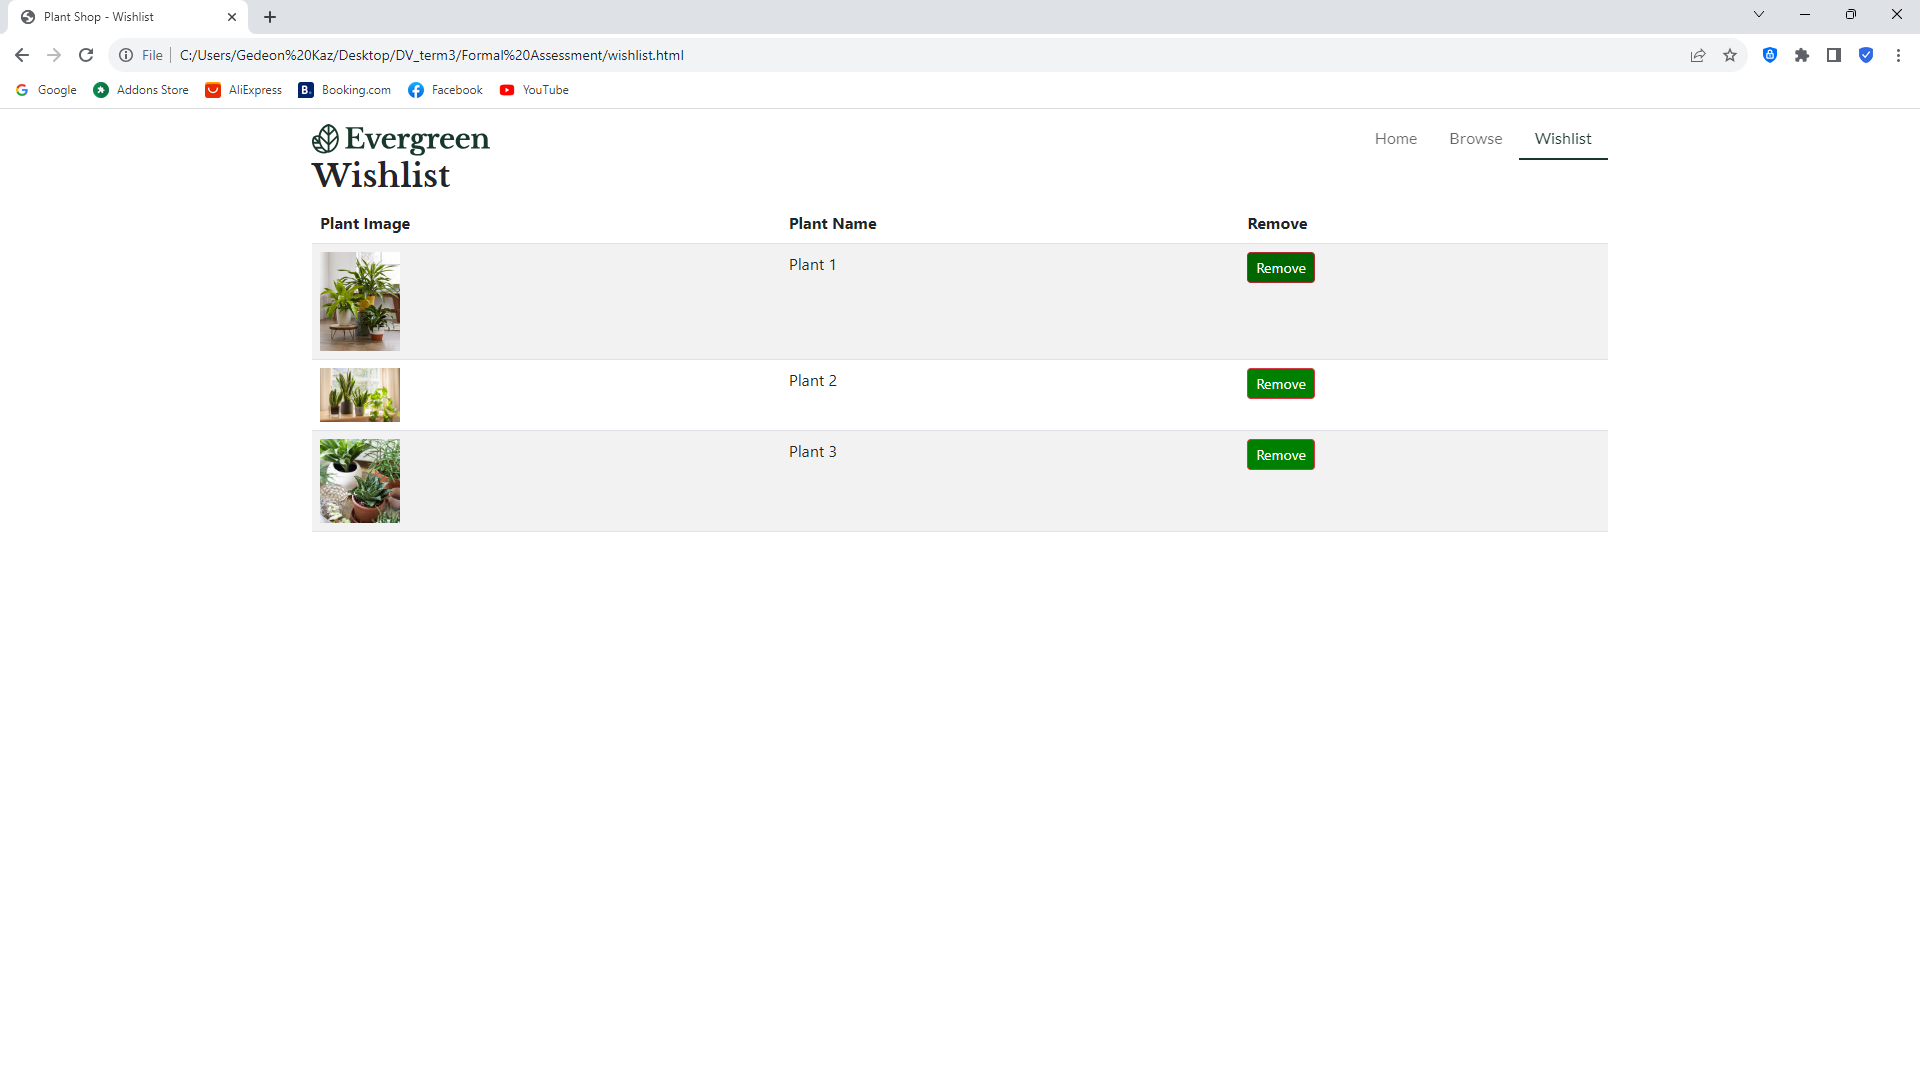 Plant Shop - Wishlist
File C:/Users/Gedeon%20Kaz/Desktop/DV_term3/Formal%20Assessment/wishlist.html
Google Addons Store AliExpress B. Booking.com Facebook YouTube
Evergreen Home Browse Wishlist
Wishlist
Plant Image Plant Name Remove
Plant 1 Remove
Plant 2 Remove
Plant 3 Remove